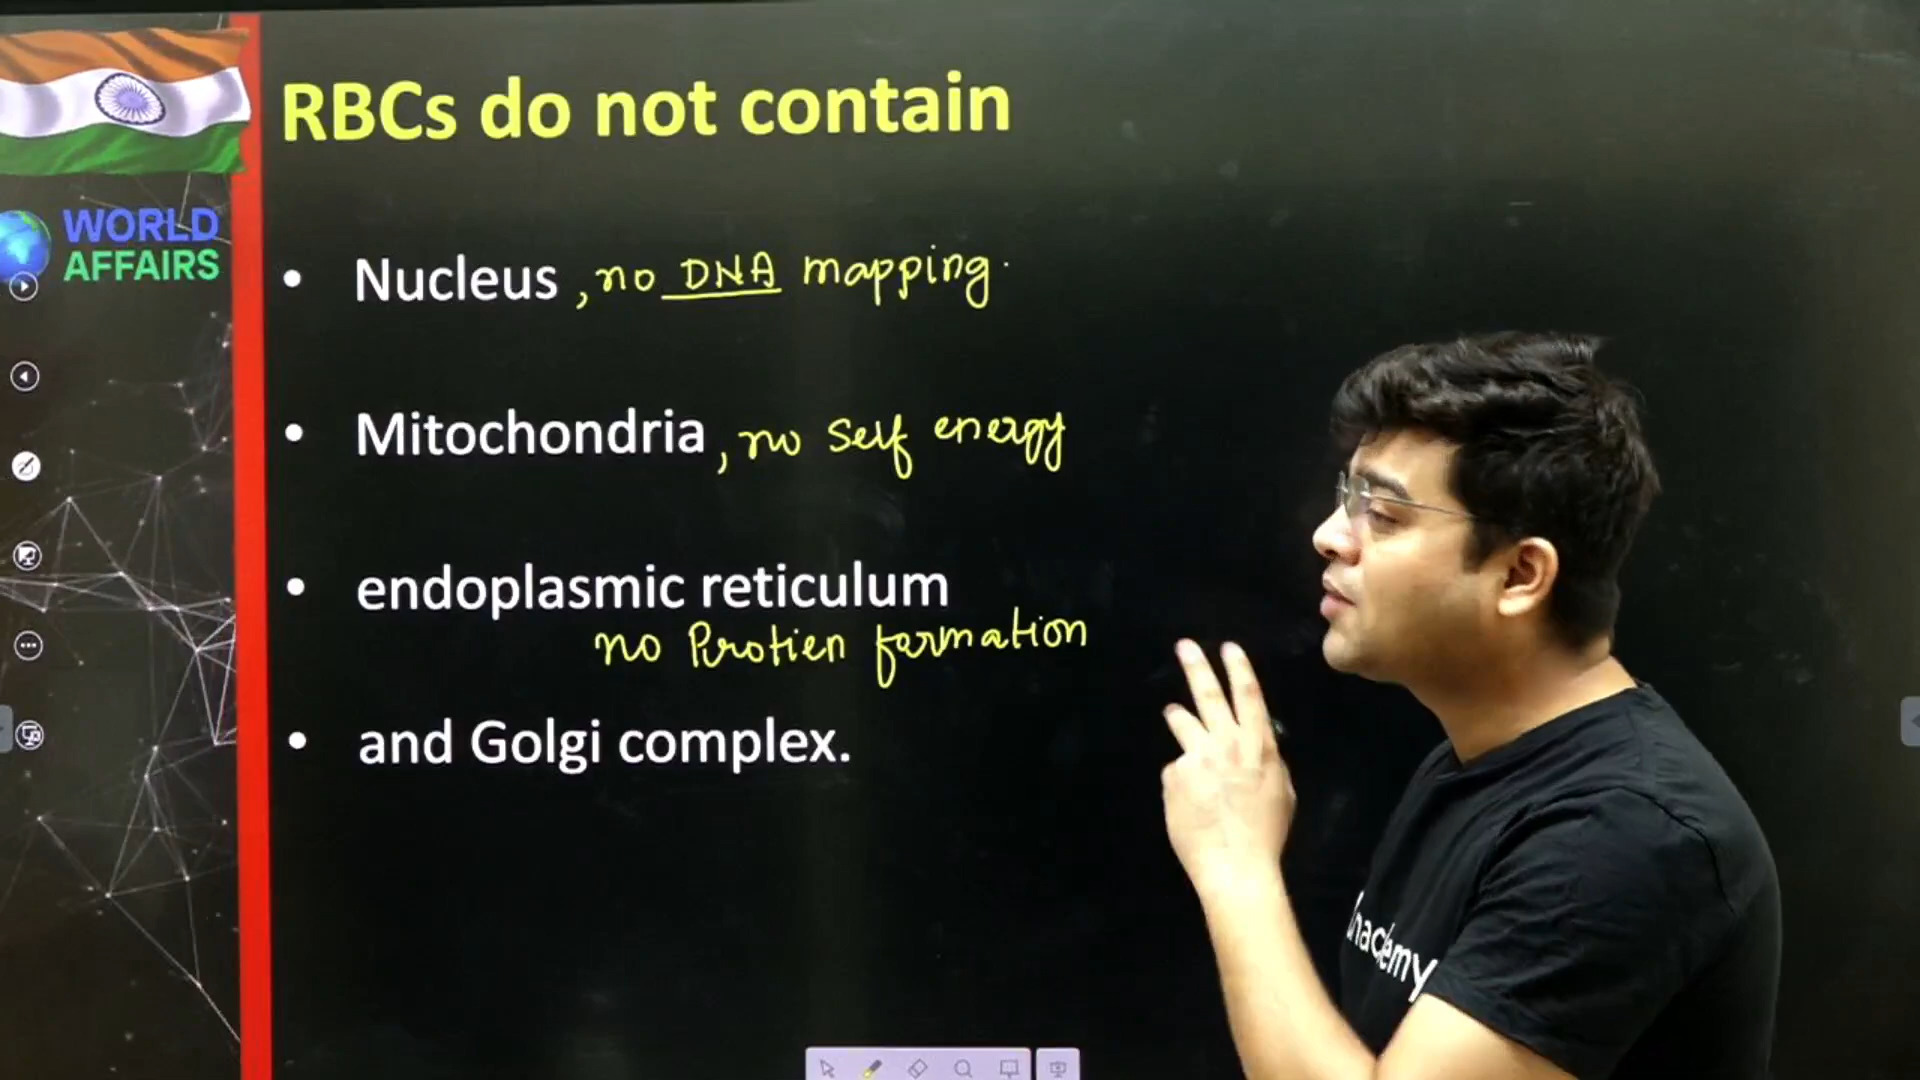 RBCs do not contain
WORLD
AFFAIRS
• Nucleus , no DNA mapping.
• Mitochondria , no self energy
• endoplasmic reticulum
no Protien formation
• and Golgi complex.
nacdemy